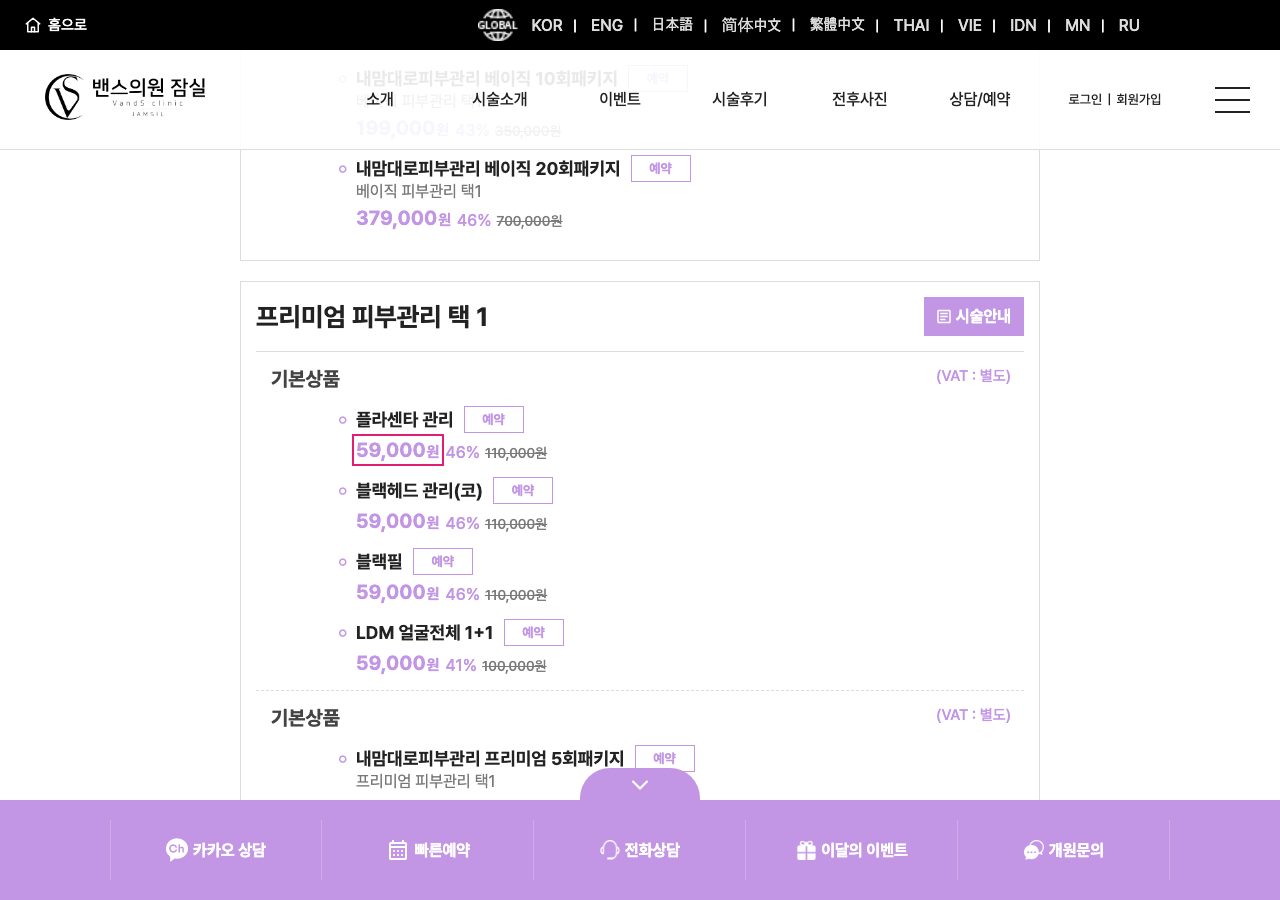 홈으로
GLOBAL KOR | ENG | 日本語 | 简体中文 | 繁體中文 | THAI | VIE | IDN | MN | RU
밴스의원 잠실
VandS clinic
JAMSIL
소개 시술소개 이벤트 시술후기 전후사진 상담/예약 로그인 | 회원가입
내맘대로피부관리 베이직 10회패키지 예약
199,000원 43% 350,000원
내맘대로피부관리 베이직 20회패키지 예약
베이직 피부관리 택1
379,000원 46% 700,000원
프리미엄 피부관리 택 1 시술안내
기본상품 (VAT : 별도)
플라센타 관리 예약
59,000원 46% 110,000원
블랙헤드 관리(코) 예약
59,000원 46% 110,000원
블랙필 예약
59,000원 46% 110,000원
LDM 얼굴전체 1+1 예약
59,000원 41% 100,000원
기본상품 (VAT : 별도)
내맘대로피부관리 프리미엄 5회패키지 예약
프리미엄 피부관리 택1
Ch 카카오 상담 빠른예약 전화상담 이달의 이벤트 개원문의